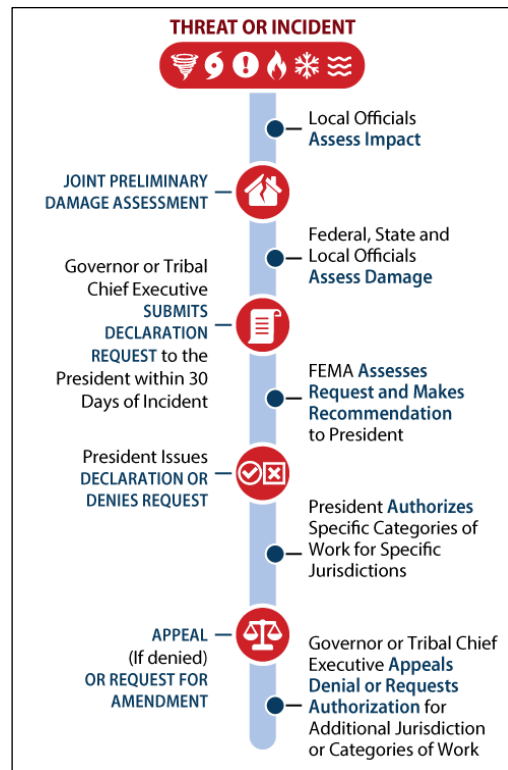 THREAT OR INCIDENT
Local Officials
Assess Impact
JOINT PRELIMINARY
DAMAGE ASSESSMENT
Federal, State and
Local Officials
Assess Damage
Governor or Tribal
Chief Executive
SUBMITS
DECLARATION
REQUEST to the
President within 30
Days of Incident
FEMA Assesses
Request and Makes
Recommendation
to President
President Issues
DECLARATION OR
DENIES REQUEST
President Authorizes
Specific Categories of
Work for Specific
Jurisdictions
APPEAL
(If denied)
OR REQUEST FOR
AMENDMENT
Governor or Tribal Chief
Executive Appeals
Denial or Requests
Authorization for
Additional Jurisdiction
or Categories of Work